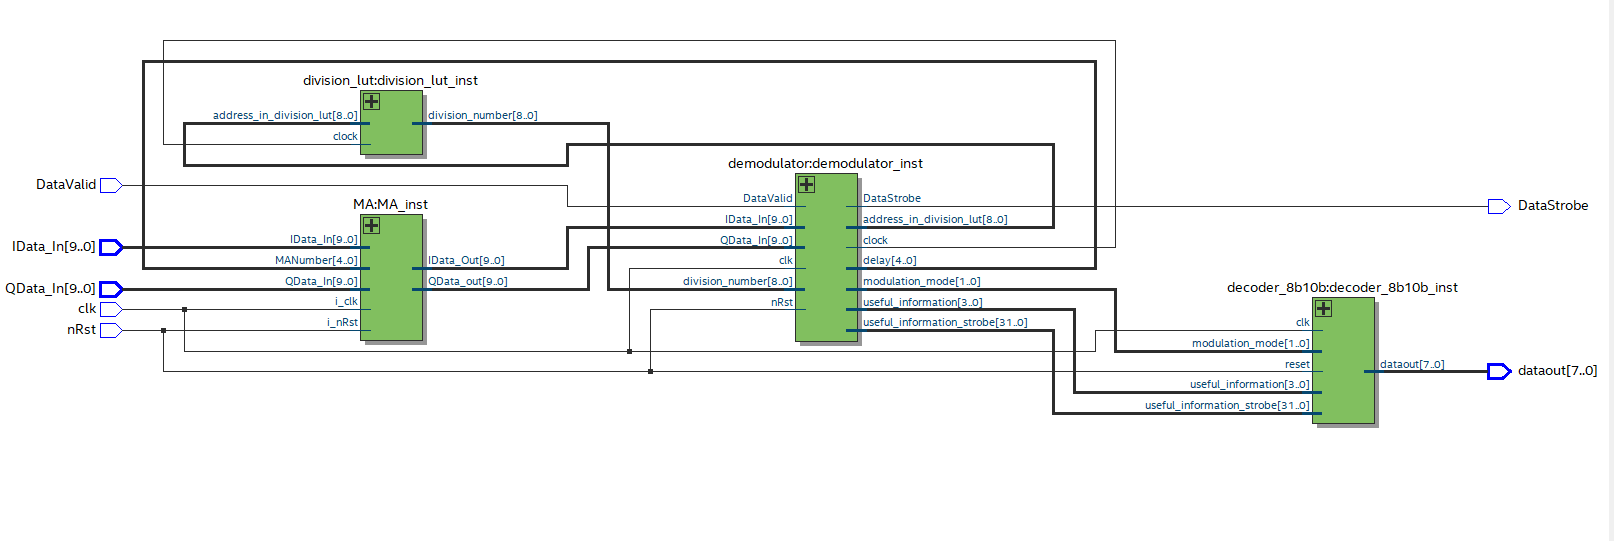 division_lut:division_lut_inst
address_in_division_lut[8..0]
division_number[8..0]
clock
DataValid
MA:MA_inst
IData_In[9..0]
IData_In[9..0]
MANumber[4..0]
IData_Out[9..0]
QData_In[9..0]
QData_In[9..0]
QData_out[9..0]
clk
i_clk
nRst
i_nRst
demodulator:demodulator_inst
DataValid
DataStrobe
IData_In[9..0]
address_in_division_lut[8..0]
QData_In[9..0]
clock
clk
delay[4..0]
division_number[8..0]
modulation_mode[1..0]
nRst
useful_information[3..0]
useful_information_strobe[31..0]
decoder_8b10b:decoder_8b10b_inst
clk
modulation_mode[1..0]
reset
dataout[7..0]
useful_information[3..0]
useful_information_strobe[31..0]
DataStrobe
dataout[7..0]